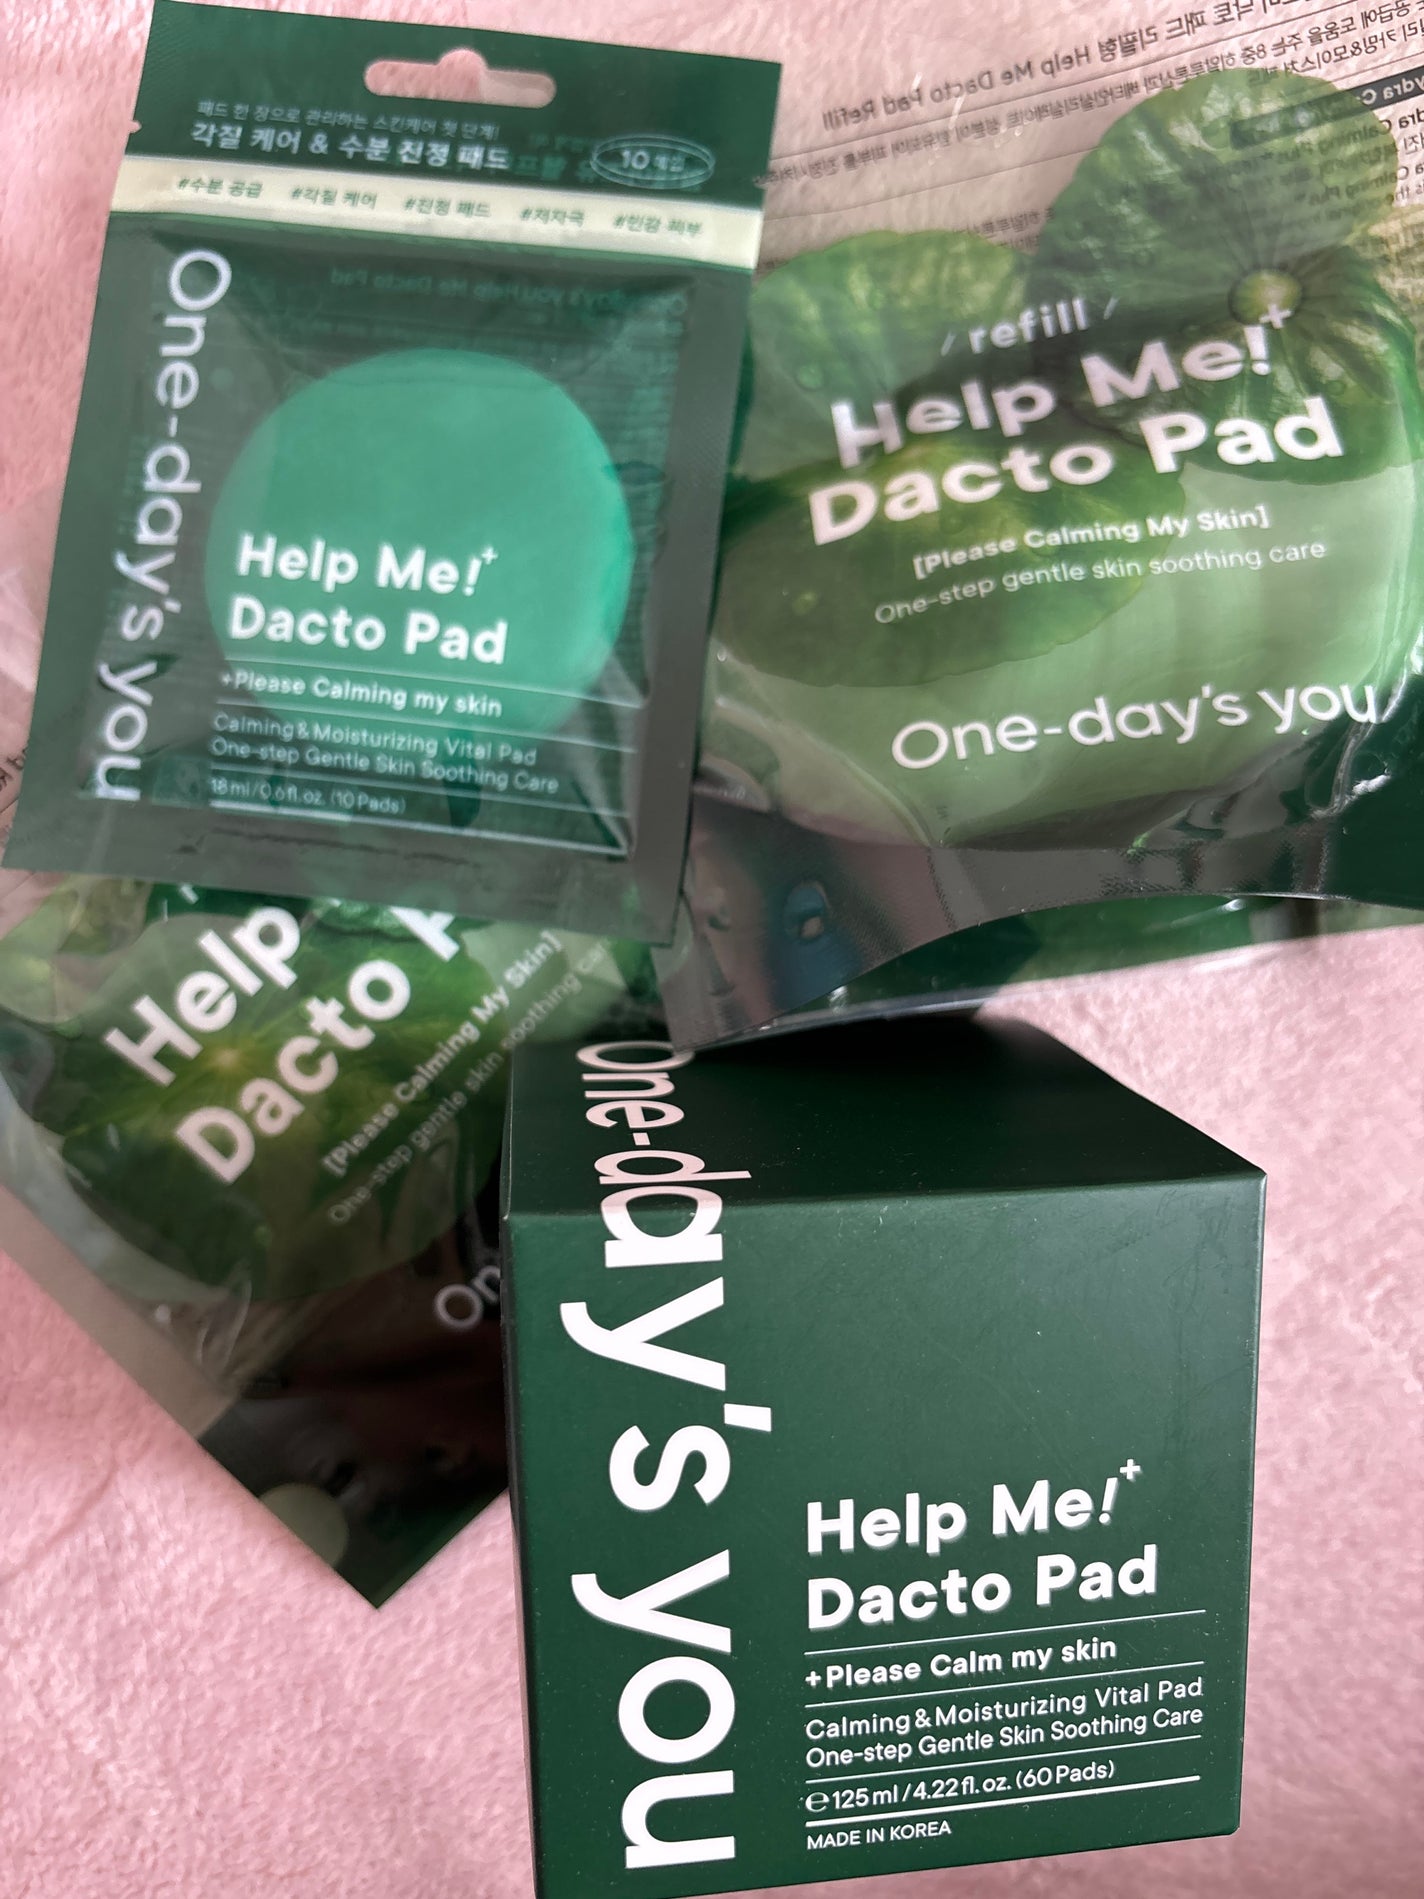 패드 한 장으로 관리하는 스킨케어 첫 단계!
각질 케어 & 수분 진정 패드
10매입
#수분 공급 #각질 케어 #진정 패드 #저자극 #민감 피부
One-day's you
Help Me!+
Dacto Pad
+Please Calming my skin
Calming & Moisturizing Vital Pad
One-step Gentle Skin Soothing Care
18ml/0.6fl.oz. (10Pads)
Help Me Dacto Pad Refill
/ refill /
Help Me!+
Dacto Pad
[Please Calming My Skin]
One-step gentle skin soothing care
One-day's you
Help
Dacto P
[Please Calming My Skin]
One-step gentle skin soothing car
On
One-day's you
Help Me!+
Dacto Pad
+Please Calm my skin
Calming & Moisturizing Vital Pad
One-step Gentle Skin Soothing Care
℮125ml/4.22fl.oz. (60Pads)
MADE IN KOREA